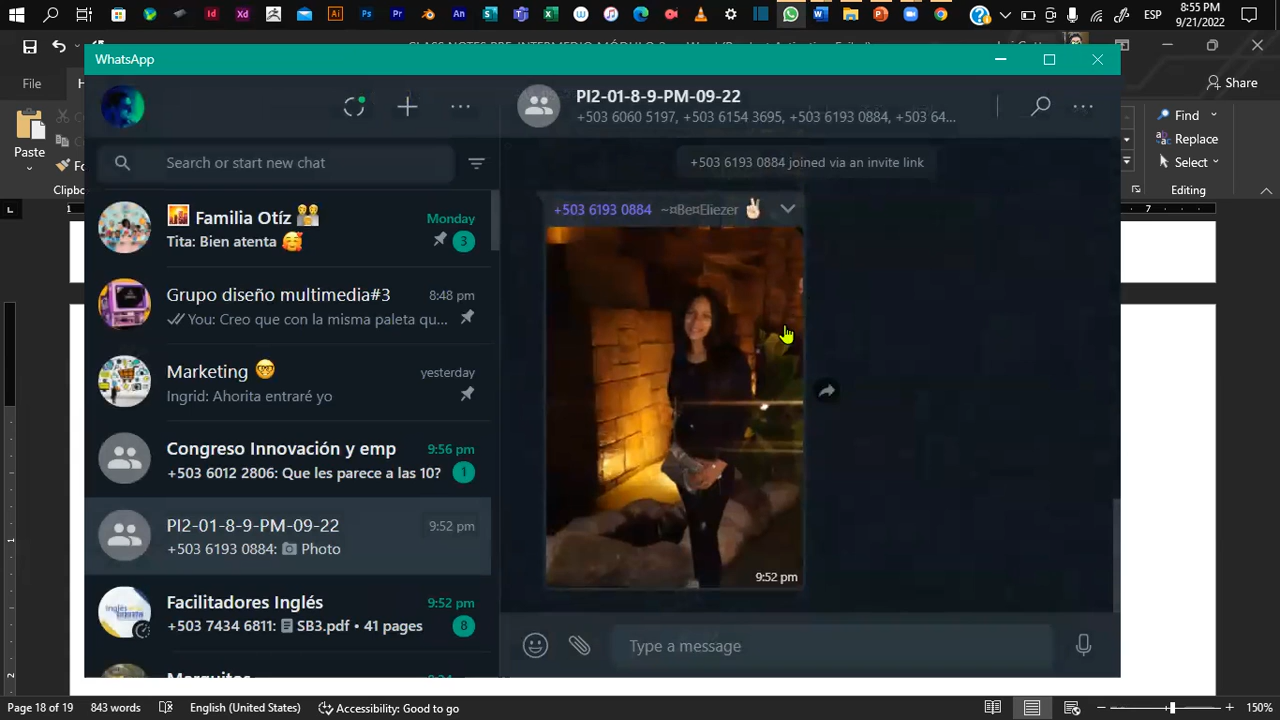 8:55 PM
ESP
9/21/2022
File
Share
Paste
Clipb
Find
Replace
Select
Editing
WhatsApp
Search or start new chat
Familia Otíz
Monday
Tita: Bien atenta
3
Grupo diseño multimedia#3
8:48 pm
You: Creo que con la misma paleta qu...
Marketing
yesterday
Ingrid: Ahorita entraré yo
Congreso Innovación y emp
9:56 pm
+503 6012 2806: Que les parece a las 10?
1
PI2-01-8-9-PM-09-22
9:52 pm
+503 6193 0884: Photo
Facilitadores Inglés
9:52 pm
+503 7434 6811: SB3.pdf • 41 pages
8
PI2-01-8-9-PM-09-22
+503 6060 5197, +503 6154 3695, +503 6193 0884, +503 64...
+503 6193 0884 joined via an invite link
+503 6193 0884 ~¤Be¤Eliezer
9:52 pm
Type a message
Page 18 of 19
843 words
English (United States)
Accessibility: Good to go
150%